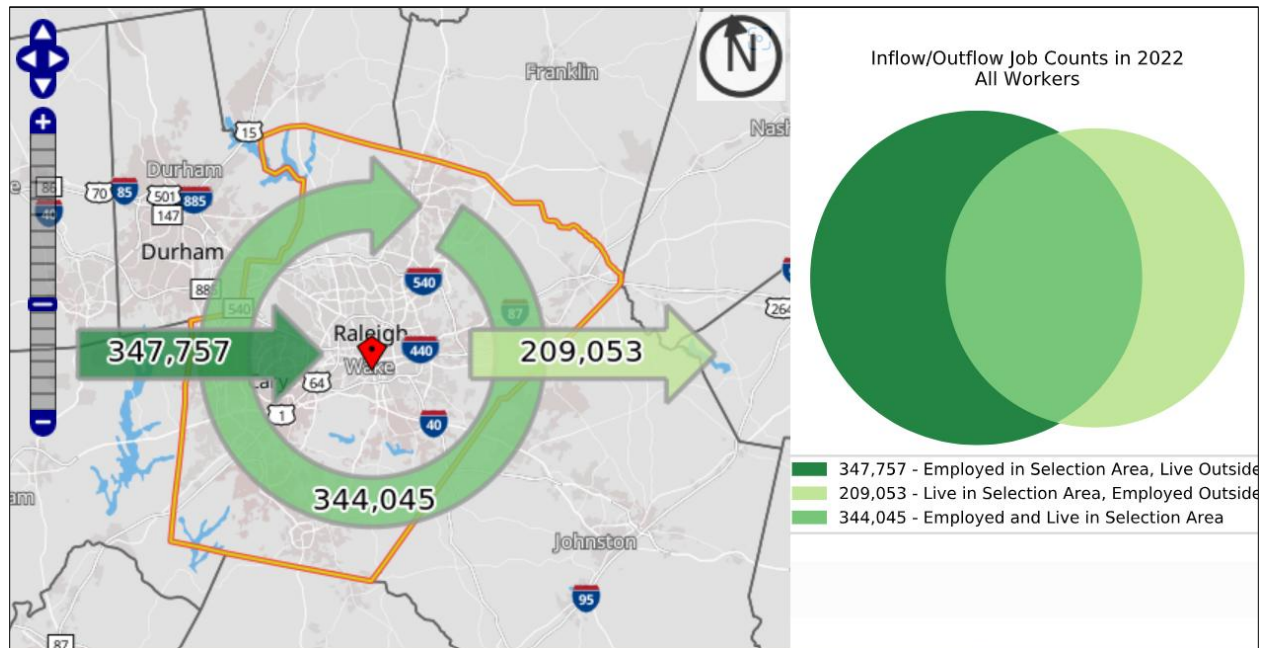 N
Franklin
Nash
15
Durham
86
70
85
501
885
40
147
Durham
885
540
540
87
264
347,757
Raleigh
440
209,053
Wake
Cary
64
1
40
344,045
Johnston
95
87
Inflow/Outflow Job Counts in 2022
All Workers
347,757 - Employed in Selection Area, Live Outside
209,053 - Live in Selection Area, Employed Outside
344,045 - Employed and Live in Selection Area